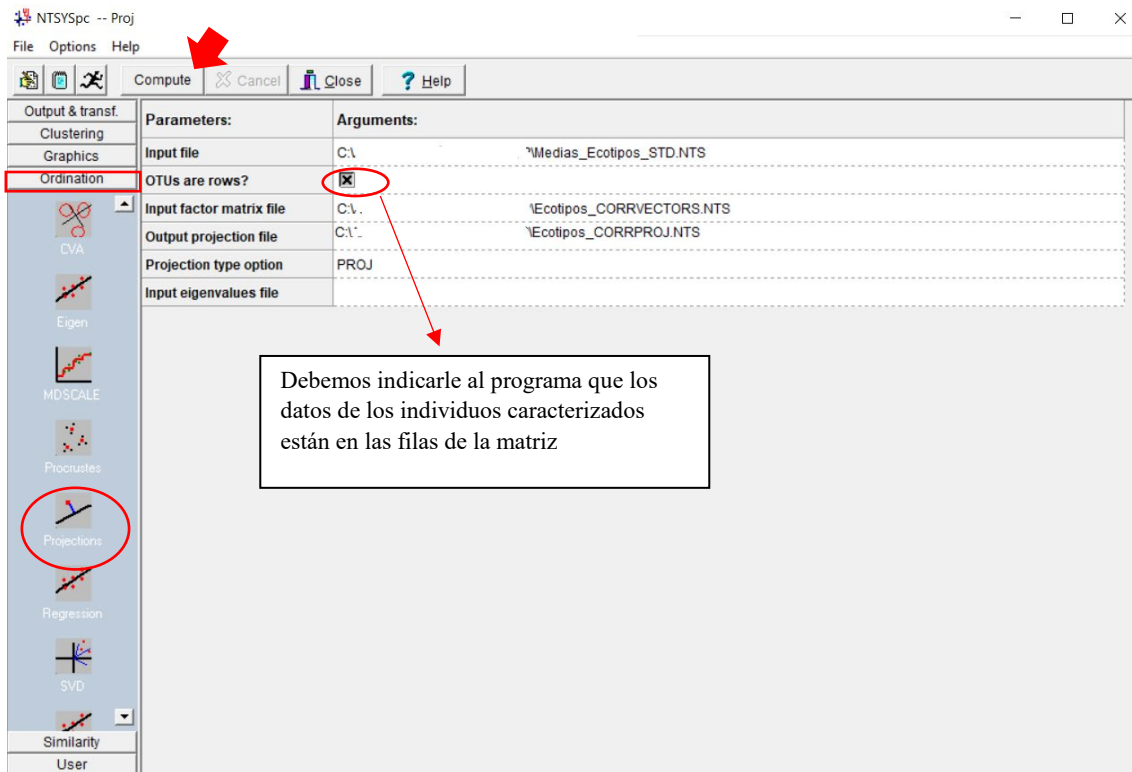 NTSYSpc -- Proj
File Options Help
Compute Cancel Close Help
Output & transf.
Clustering
Graphics
Ordination
CVA
Eigen
MDSCALE
Procrustes
Projections
Regression
SVD
Similarity
User
Parameters: Arguments:
Input file C:\ \Medias_Ecotipos_STD.NTS
OTUs are rows?
Input factor matrix file C:\ \Ecotipos_CORRVECTORS.NTS
Output projection file C:\ \Ecotipos_CORRPROJ.NTS
Projection type option PROJ
Input eigenvalues file
Debemos indicarle al programa que los
datos de los individuos caracterizados
están en las filas de la matriz